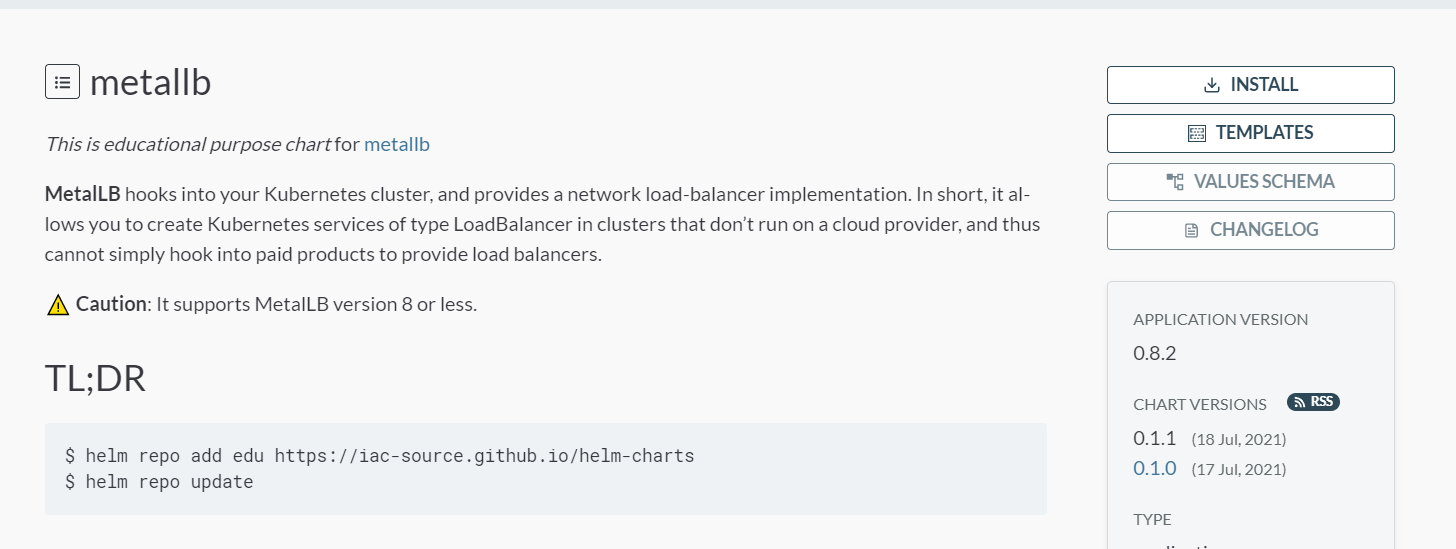 metallb
This is educational purpose chart for metallb
MetalLB hooks into your Kubernetes cluster, and provides a network load-balancer implementation. In short, it al-
lows you to create Kubernetes services of type LoadBalancer in clusters that don’t run on a cloud provider, and thus
cannot simply hook into paid products to provide load balancers.
Caution: It supports MetalLB version 8 or less.
TL;DR
$ helm repo add edu https://iac-source.github.io/helm-charts
$ helm repo update
INSTALL
TEMPLATES
VALUES SCHEMA
CHANGELOG
APPLICATION VERSION
0.8.2
CHART VERSIONS RSS
0.1.1 (18 Jul, 2021)
0.1.0 (17 Jul, 2021)
TYPE